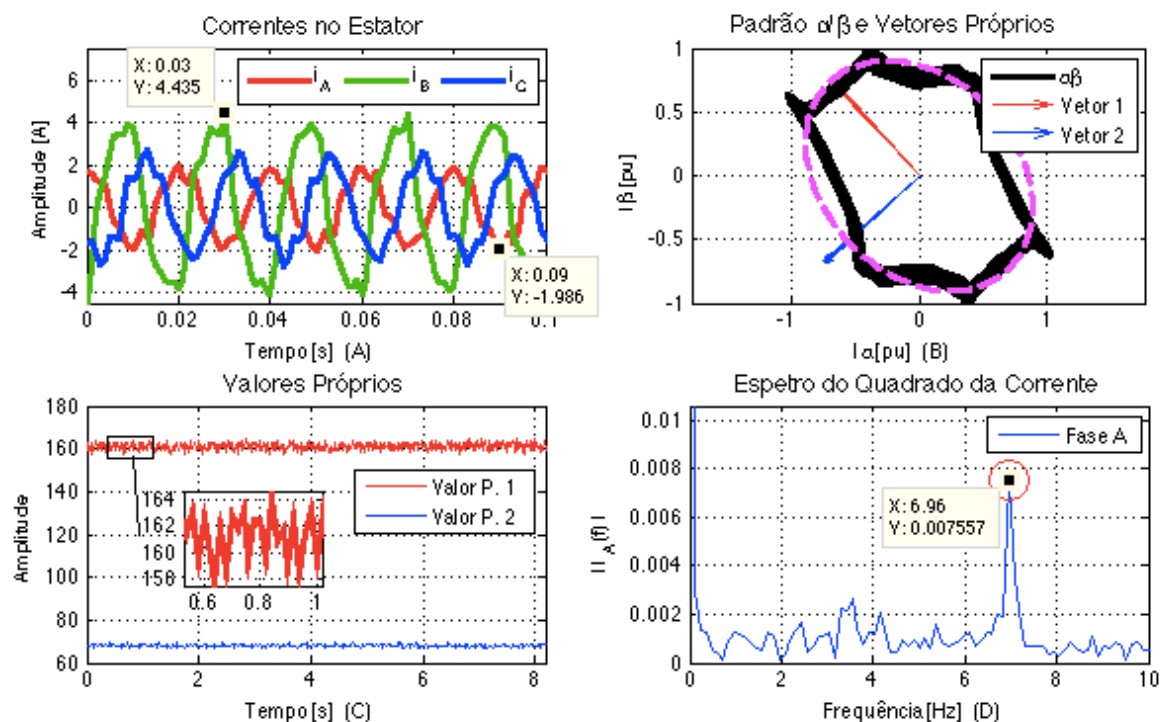 Correntes no Estator
X: 0.03
Y: 4.435
i_A i_B i_C
6
4
2
0
-2
-4
Amplitude [A]
X: 0.09
Y: -1.986
0 0.02 0.04 0.06 0.08 0.1
Tempo[s] (A)
Padrão α/β e Vetores Próprios
αβ
Vetor 1
Vetor 2
1
0.5
0
-0.5
-1
Iβ[pu]
-1 0 1
Iα[pu] (B)
Valores Próprios
180
160
140
120
100
80
60
Amplitude
Valor P. 1
Valor P. 2
164
162
160
158
0.6 0.8 1
0 2 4 6 8
Tempo[s] (C)
Espetro do Quadrado da Corrente
Fase A
X: 6.96
Y: 0.007557
0.01
0.008
0.006
0.004
0.002
0
I I_A(f) I
0 2 4 6 8 10
Frequência[Hz] (D)